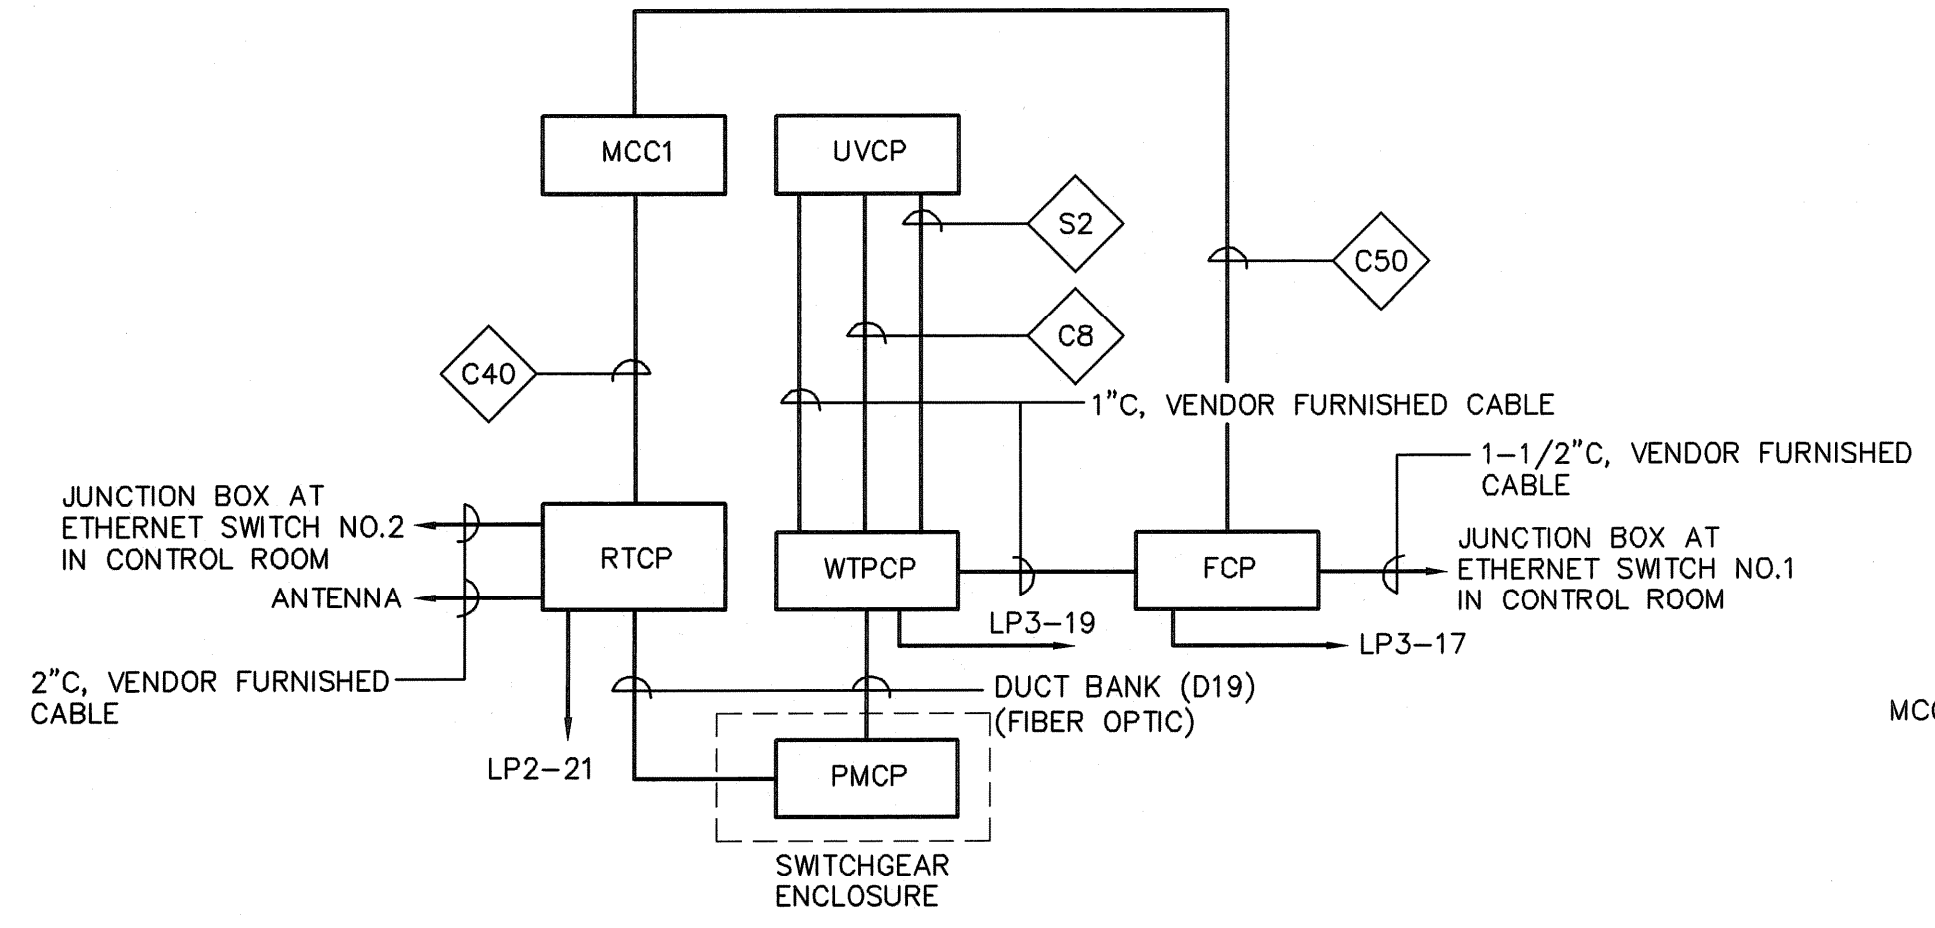 MCC1
UVCP
S2
C50
C8
C40
1"C, VENDOR FURNISHED CABLE
1-1/2"C, VENDOR FURNISHED
CABLE
JUNCTION BOX AT
ETHERNET SWITCH NO.2
IN CONTROL ROOM
RTCP
WTPCP
FCP
JUNCTION BOX AT
ETHERNET SWITCH NO.1
IN CONTROL ROOM
ANTENNA
LP3-19
LP3-17
2"C, VENDOR FURNISHED
CABLE
DUCT BANK (D19)
(FIBER OPTIC)
LP2-21
PMCP
SWITCHGEAR
ENCLOSURE